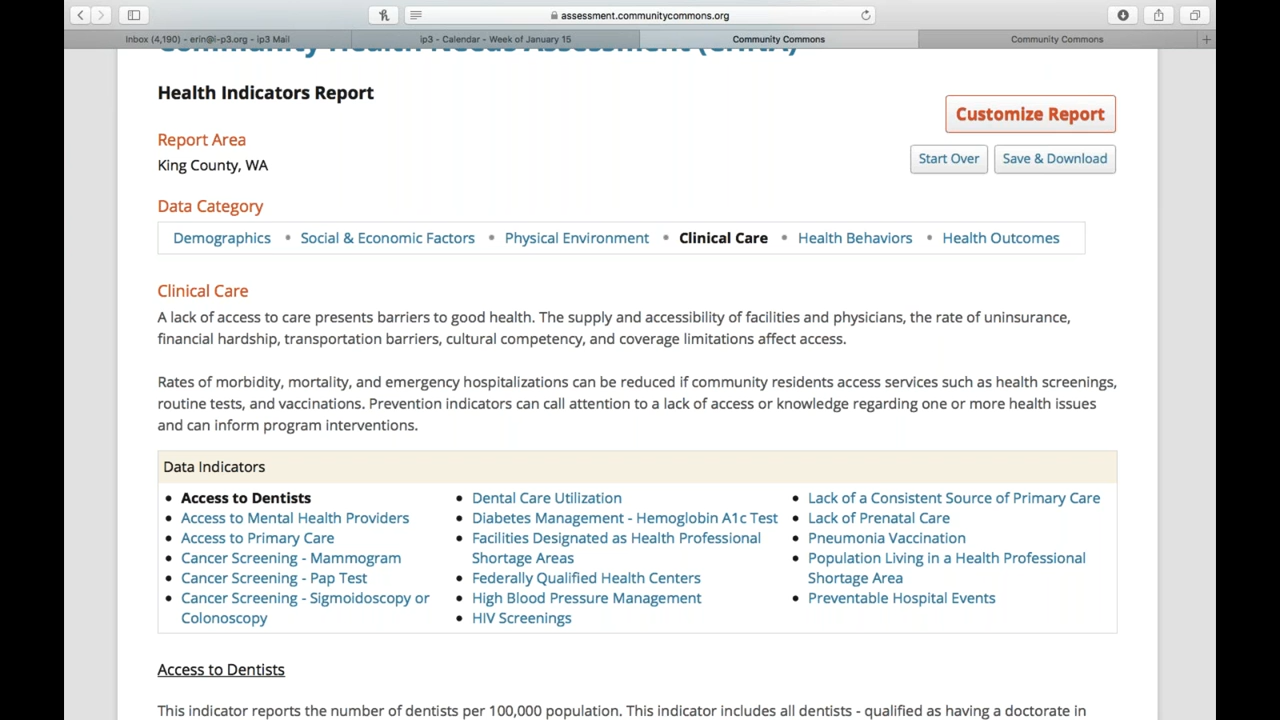 assessment.communitycommons.org
Inbox (4,190) - erin@i-p3.org - ip3 Mail
ip3 - Calendar - Week of January 15
Community Commons
Community Commons
Community Health Needs Assessment (CHNA)
Health Indicators Report
Customize Report
Report Area
King County, WA
Start Over
Save & Download
Data Category
Demographics • Social & Economic Factors • Physical Environment • Clinical Care • Health Behaviors • Health Outcomes
Clinical Care
A lack of access to care presents barriers to good health. The supply and accessibility of facilities and physicians, the rate of uninsurance,
financial hardship, transportation barriers, cultural competency, and coverage limitations affect access.
Rates of morbidity, mortality, and emergency hospitalizations can be reduced if community residents access services such as health screenings,
routine tests, and vaccinations. Prevention indicators can call attention to a lack of access or knowledge regarding one or more health issues
and can inform program interventions.
Data Indicators
• Access to Dentists
• Access to Mental Health Providers
• Access to Primary Care
• Cancer Screening - Mammogram
• Cancer Screening - Pap Test
• Cancer Screening - Sigmoidoscopy or
Colonoscopy
• Dental Care Utilization
• Diabetes Management - Hemoglobin A1c Test
• Facilities Designated as Health Professional
Shortage Areas
• Federally Qualified Health Centers
• High Blood Pressure Management
• HIV Screenings
• Lack of a Consistent Source of Primary Care
• Lack of Prenatal Care
• Pneumonia Vaccination
• Population Living in a Health Professional
Shortage Area
• Preventable Hospital Events
Access to Dentists
This indicator reports the number of dentists per 100,000 population. This indicator includes all dentists - qualified as having a doctorate in